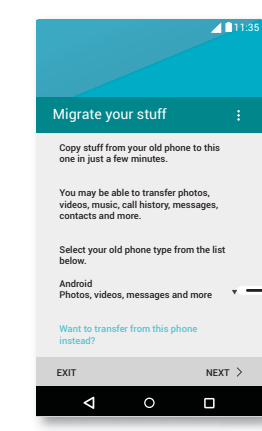 11:35
Migrate your stuff
Copy stuff from your old phone to this
one in just a few minutes.
You may be able to transfer photos,
videos, music, call history, messages,
contacts and more.
Select your old phone type from the list
below.
Android
Photos, videos, messages and more
Want to transfer from this phone
instead?
EXIT NEXT